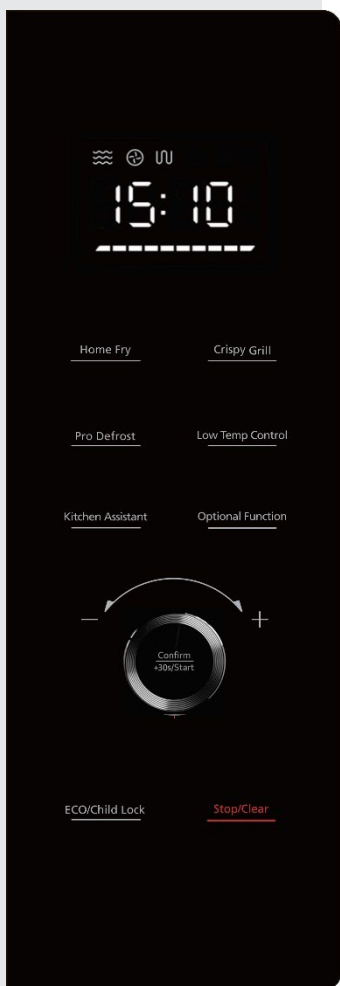 15:10
Home Fry
Crispy Grill
Pro Defrost
Low Temp Control
Kitchen Assistant
Optional Function
− +
Confirm
+30s/Start
ECO/Child Lock
Stop/Clear